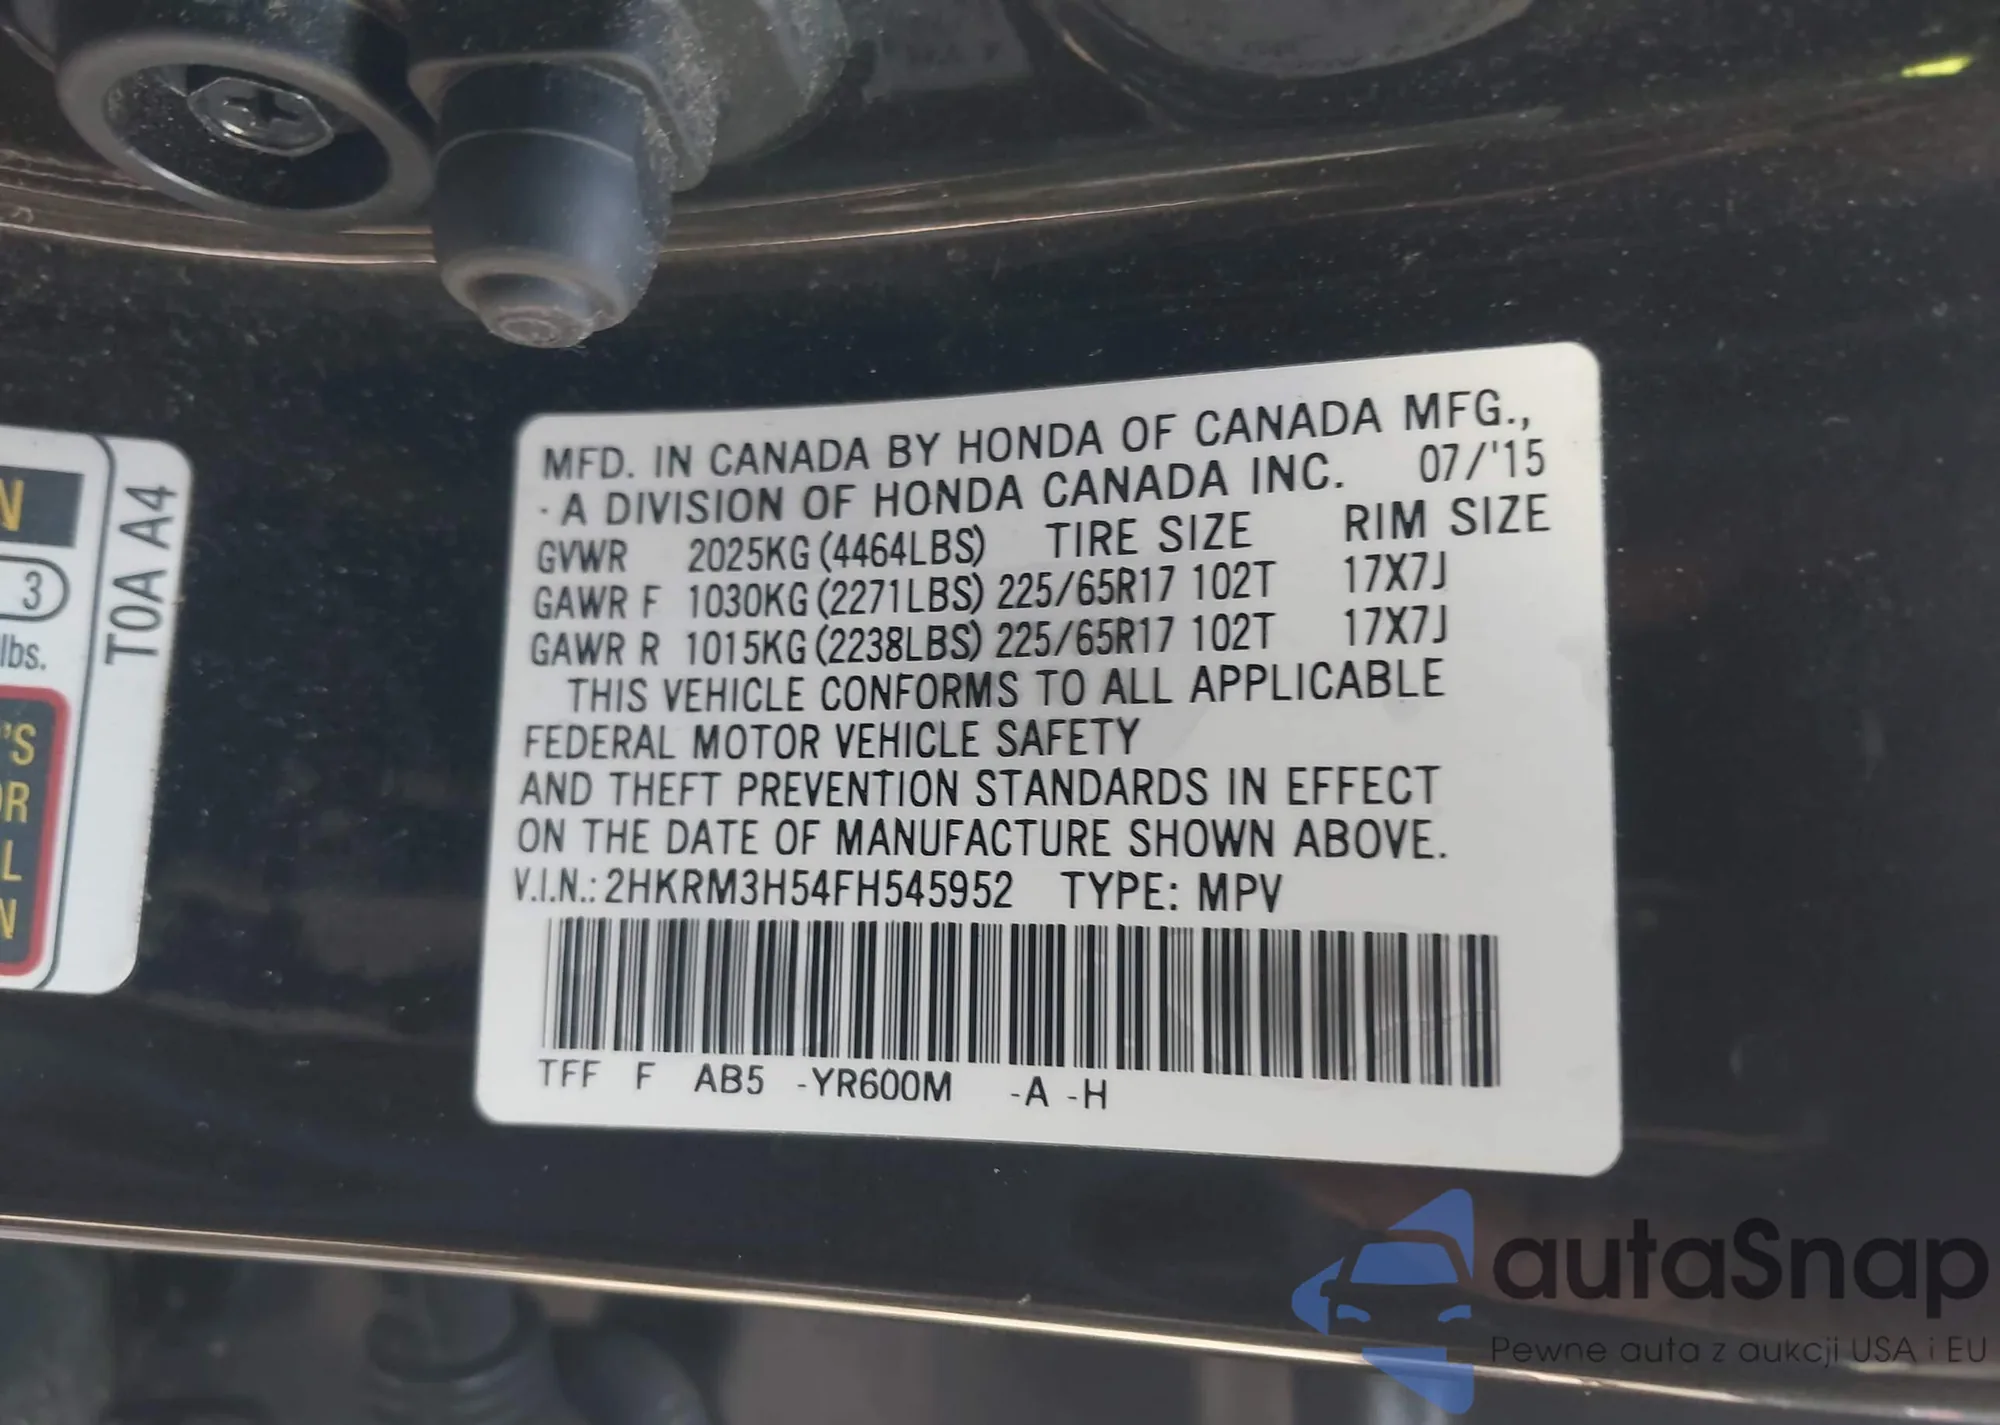 MFD. IN CANADA BY HONDA OF CANADA MFG.,
· A DIVISION OF HONDA CANADA INC. 07/'15
GVWR 2025KG (4464LBS) TIRE SIZE RIM SIZE
GAWR F 1030KG (2271LBS) 225/65R17 102T 17X7J
GAWR R 1015KG (2238LBS) 225/65R17 102T 17X7J
THIS VEHICLE CONFORMS TO ALL APPLICABLE
FEDERAL MOTOR VEHICLE SAFETY
AND THEFT PREVENTION STANDARDS IN EFFECT
ON THE DATE OF MANUFACTURE SHOWN ABOVE.
V.I.N.: 2HKRM3H54FH545952 TYPE: MPV
TFF F AB5 -YR600M -A -H
T0A A4
N
3
lbs.
'S
OR
L
N
autaSnap
Pewne auta z aukcji USA i EU